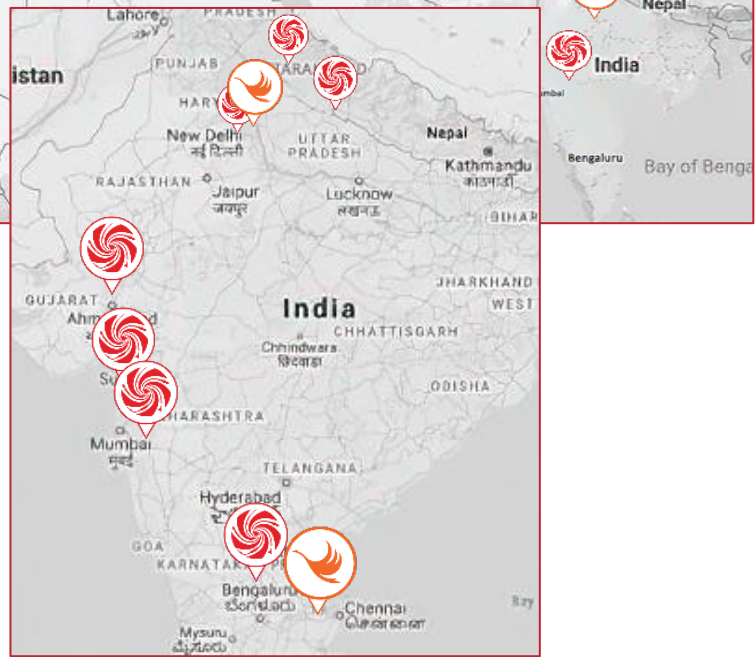 PRADESH
Lahore
Nepal
istan
PUNJAB
India
HARY
New Delhi
नई दिल्ली
UTTAR
PRADESH
Nepal
Kathmandu
काठमाडौं
Bengaluru
Bay of Benga
RAJASTHAN
Jaipur
जयपुर
Lucknow
लखनऊ
BIHAR
GUJARAT
India
JHARKHAND
WEST
CHHATTISGARH
Chhindwara
छिंदवाड़ा
ODISHA
HARASHTRA
Mumbai
मुंबई
TELANGANA
Hyderabad
GOA
KARNATAKA
Bengaluru
ಬೆಂಗಳೂರು
Chennai
சென்னை
Bay
Mysuru
ಮೈಸೂರು